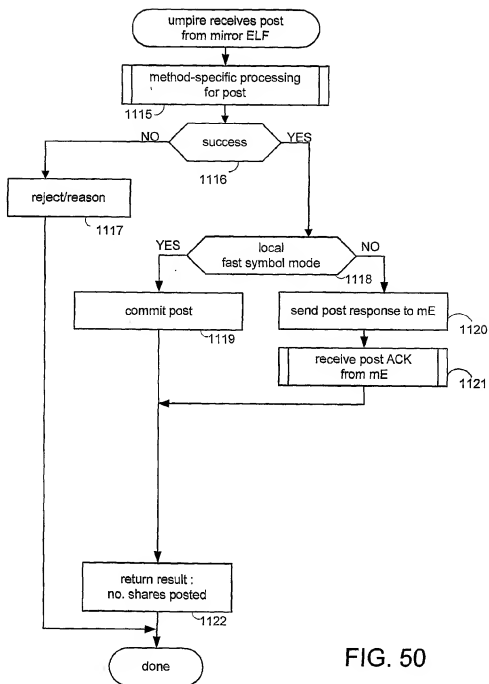 umpire receives post
from mirror ELF
method-specific processing
for post
1115
NO
success
YES
1116
reject/reason
1117
YES
local
fast symbol mode
NO
1118
commit post
1119
send post response to mE
1120
receive post ACK
from mE
1121
return result :
no. shares posted
1122
done
FIG. 50